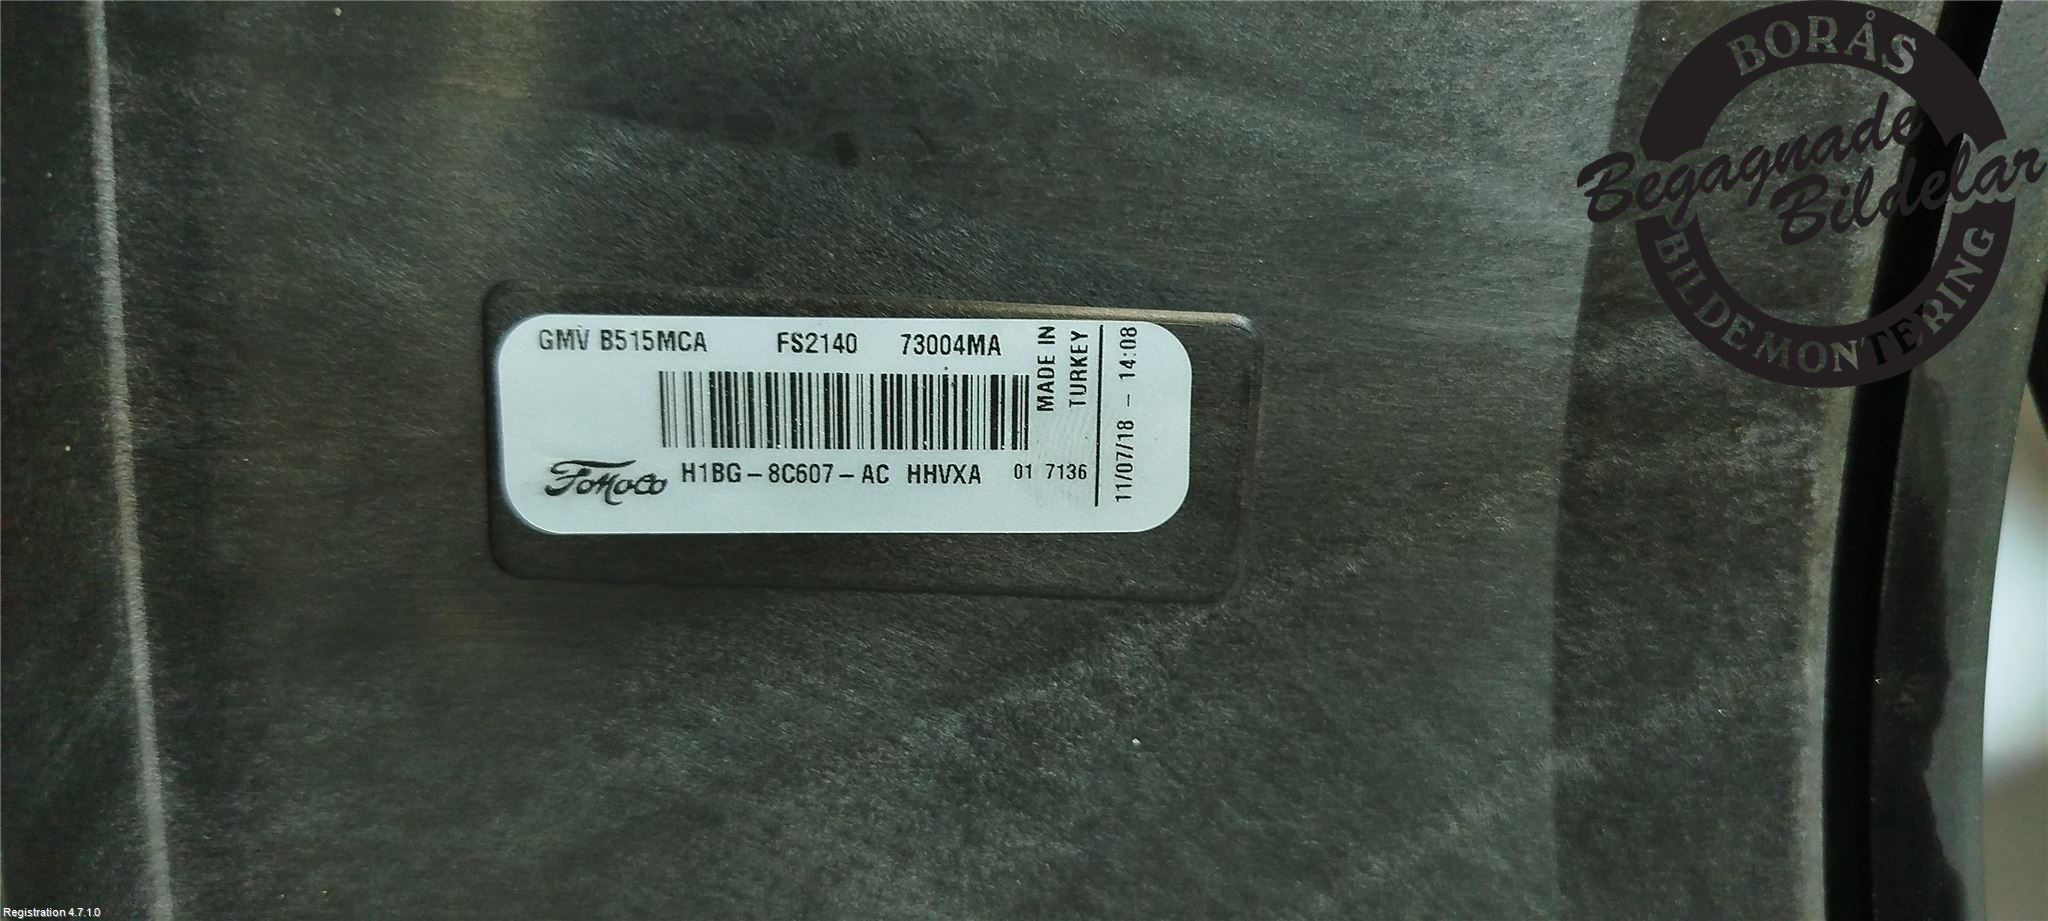 GMV B515MCA FS2140 73004MA
MADE IN
TURKEY
11/07/18 - 14:08
FoMoCo H1BG-8C607-AC HHVXA 01 7136
BORÅS
Begagnade
Bildelar
BILDEMONTERING
Registration 4.7.1.0